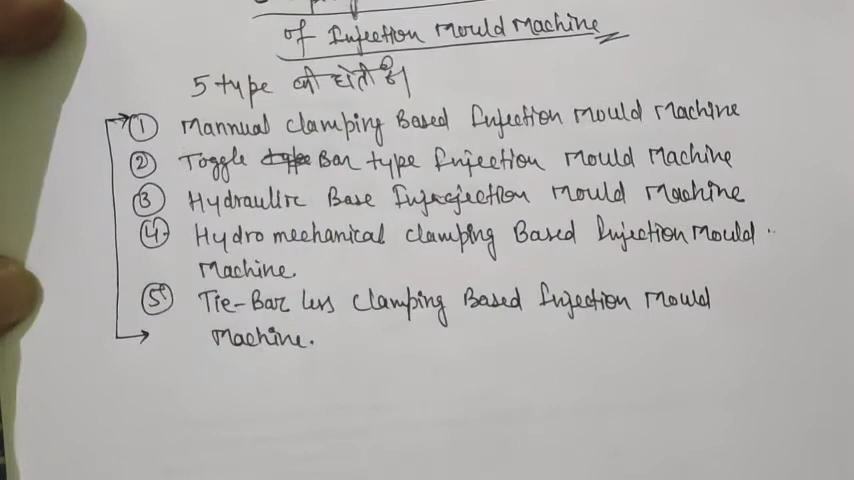 of Injection Mould Machine
5 type की होती है।
① Mannual Clamping Based Injection Mould Machine
② Toggle type Bar type Injection Mould Machine
③ Hydraulic Base Injection Mould Machine
④ Hydro mechanical clamping Based Injection Mould
Machine.
⑤ Tie-Bar less Clamping Based Injection Mould
Machine.